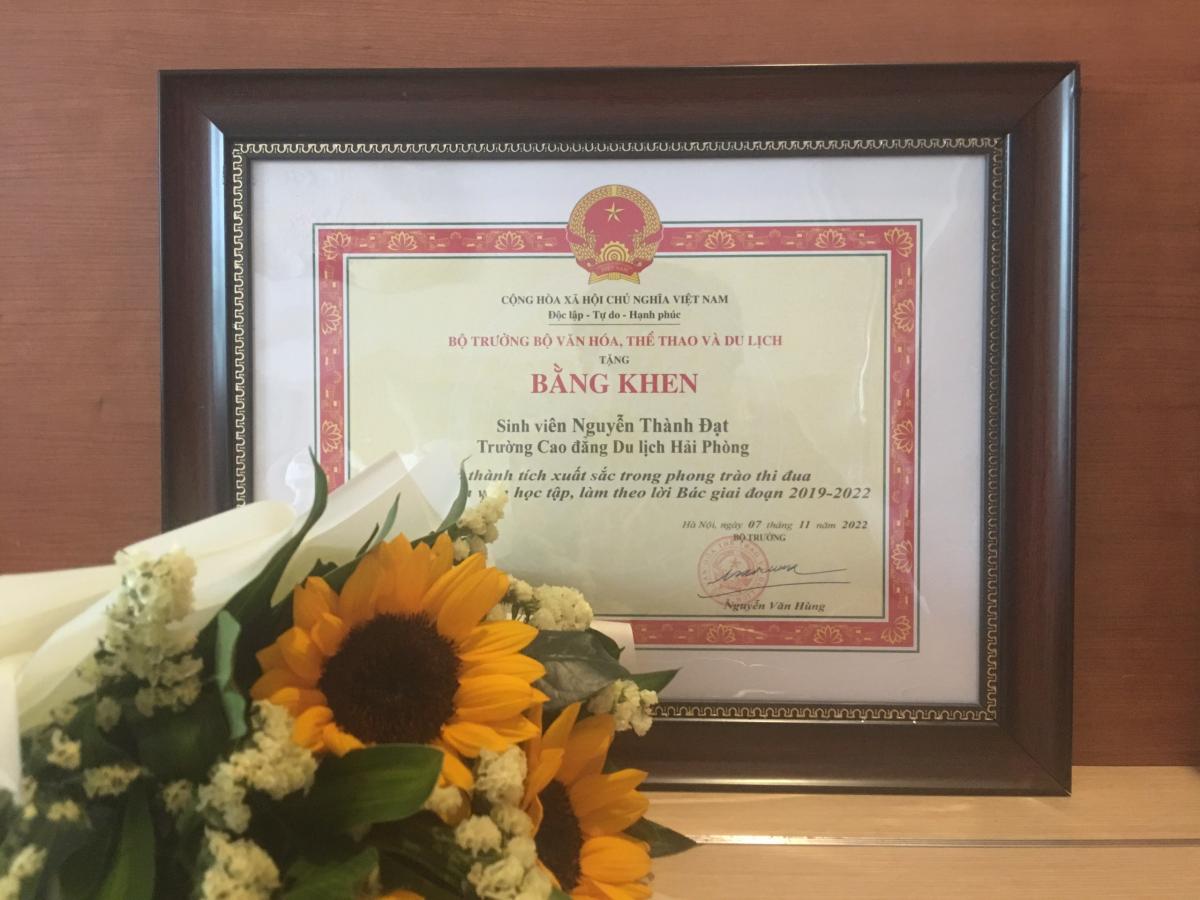 CỘNG HÒA XÃ HỘI CHỦ NGHĨA VIỆT NAM
Độc lập - Tự do - Hạnh phúc
BỘ TRƯỞNG BỘ VĂN HÓA, THỂ THAO VÀ DU LỊCH
TẶNG
BẰNG KHEN
Sinh viên Nguyễn Thành Đạt
Trường Cao đẳng Du lịch Hải Phòng
thành tích xuất sắc trong phong trào thi đua
học tập, làm theo lời Bác giai đoạn 2019-2022
Hà Nội, ngày 07 tháng 11 năm 2022
BỘ TRƯỞNG
Nguyễn Văn Hùng